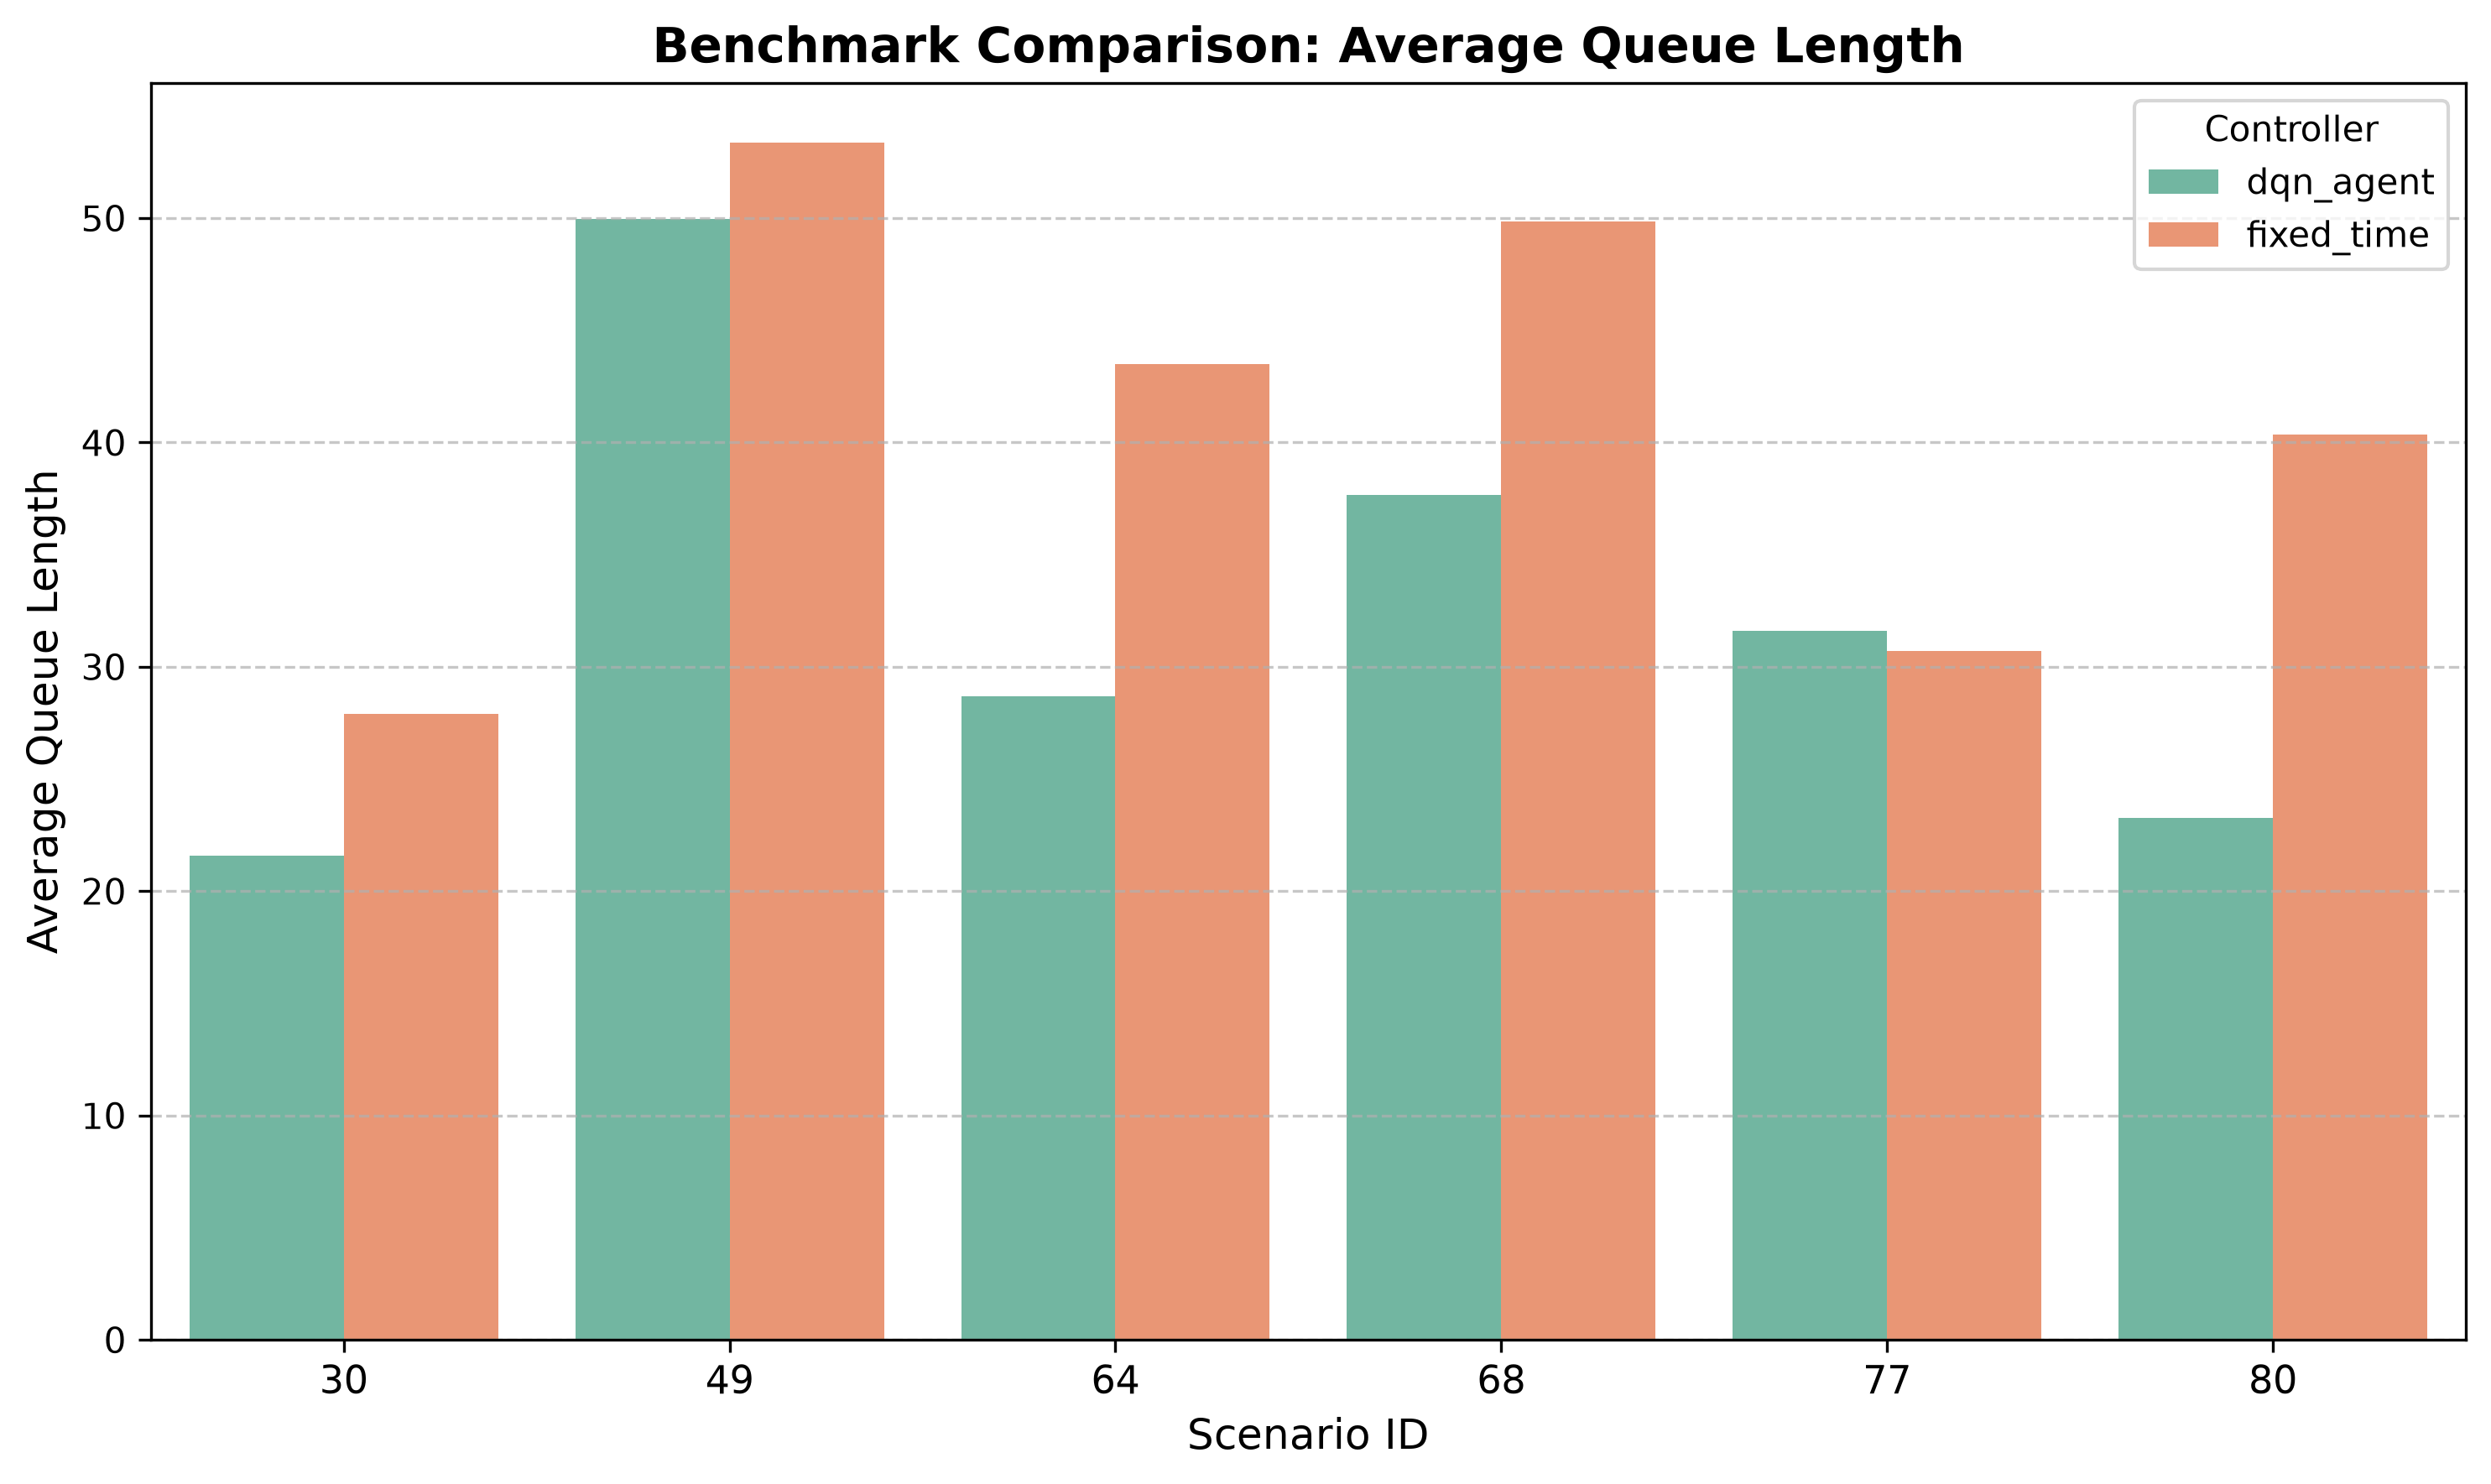 Benchmark Comparison: Average Queue Length
Controller
dqn_agent
fixed_time
Average Queue Length
50
40
30
20
10
0
30 49 64 68 77 80
Scenario ID